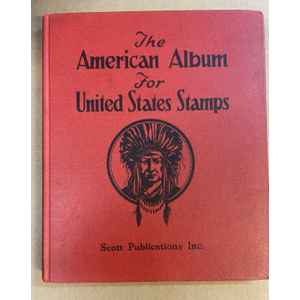 The
American Album
For
United States Stamps
Scott Publications Inc.